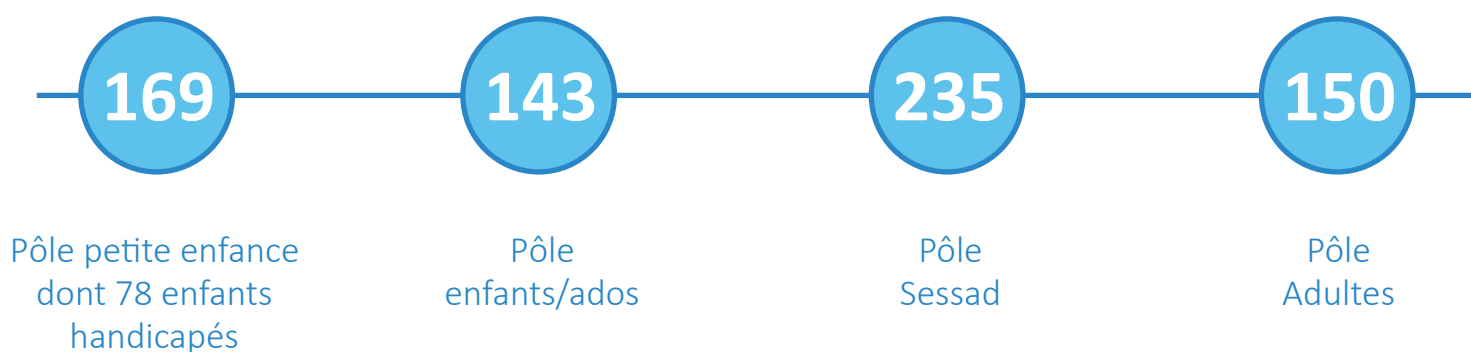 169
143
235
150
Pôle petite enfance
dont 78 enfants
handicapés
Pôle
enfants/ados
Pôle
Sessad
Pôle
Adultes